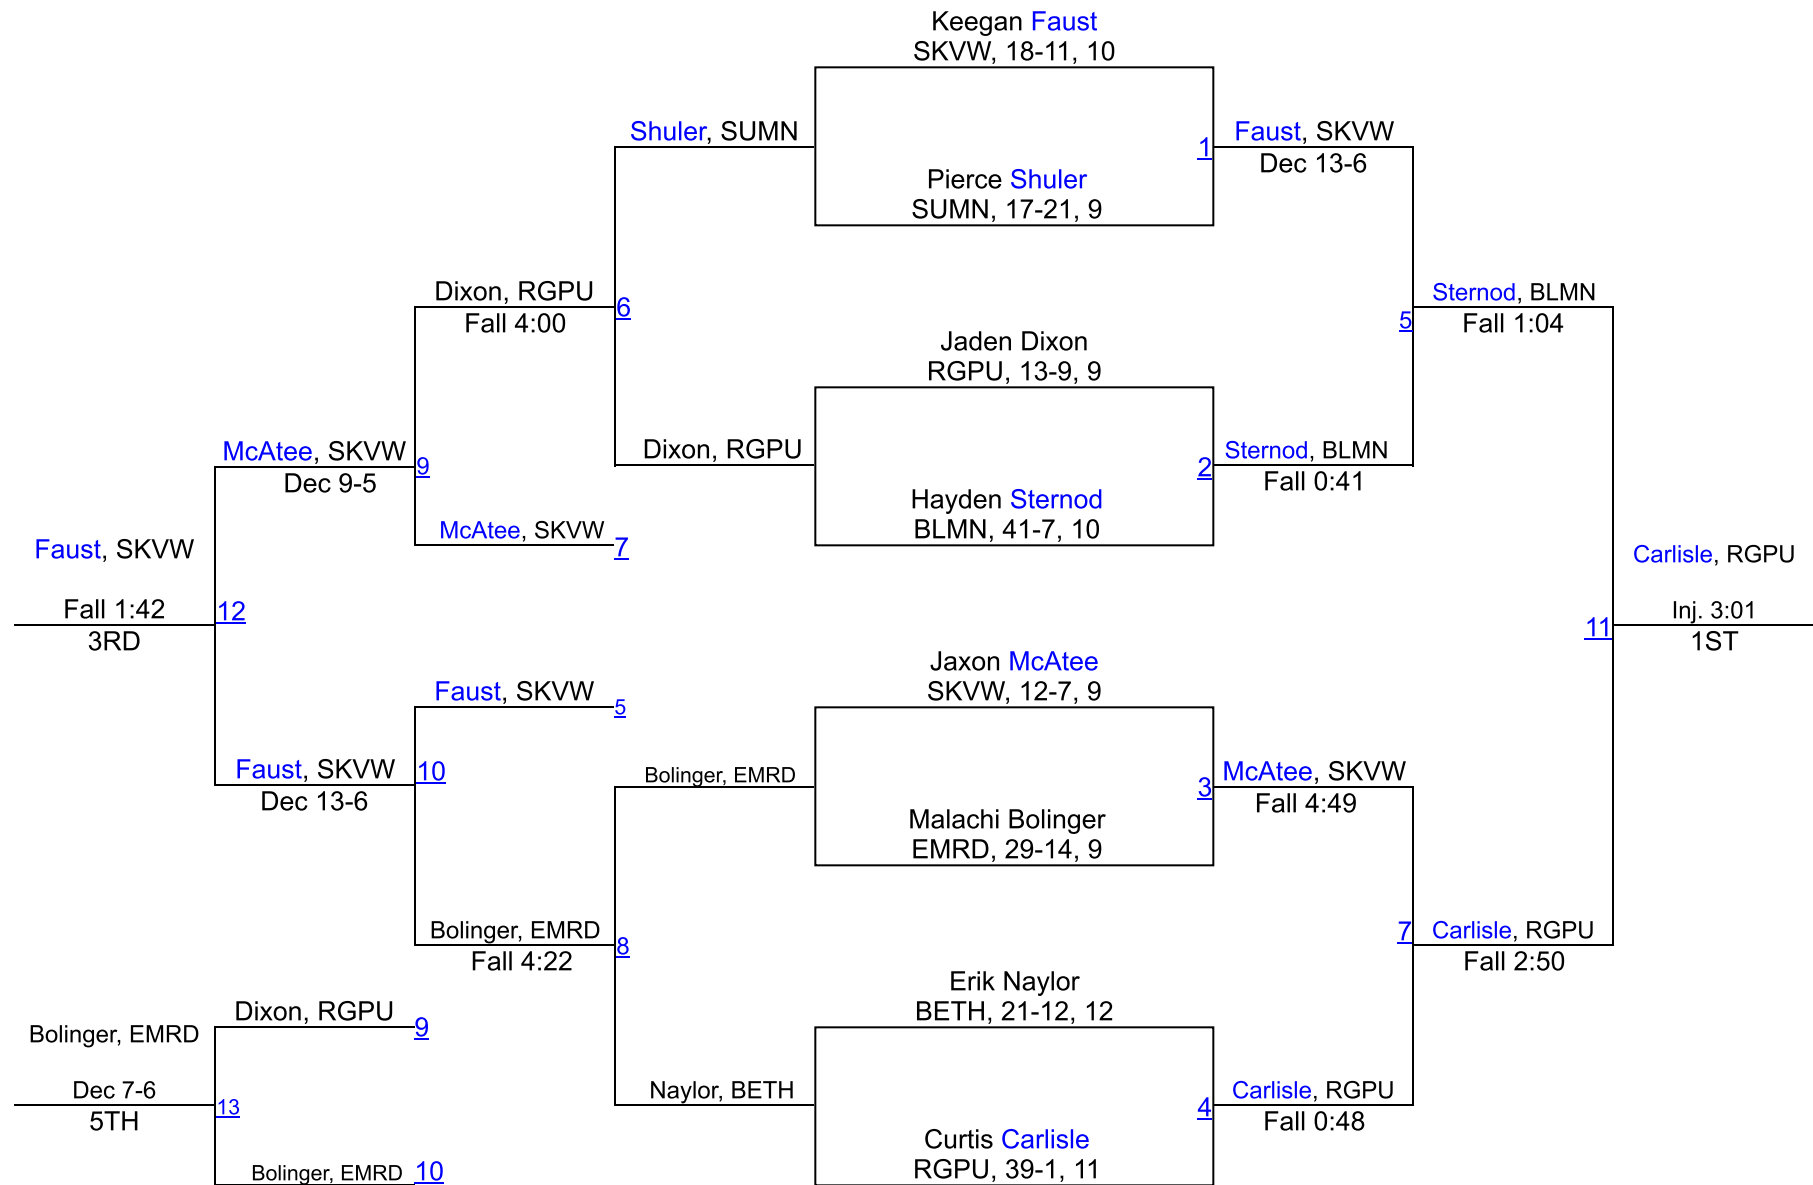 Keegan Faust
SKVW, 18-11, 10
Shuler, SUMN
1
Faust, SKVW
Dec 13-6
Pierce Shuler
SUMN, 17-21, 9
Dixon, RGPU
Fall 4:00
6
Sternod, BLMN
Fall 1:04
5
Jaden Dixon
RGPU, 13-9, 9
McAtee, SKVW
Dec 9-5
9
Dixon, RGPU
2
Sternod, BLMN
Fall 0:41
Hayden Sternod
BLMN, 41-7, 10
McAtee, SKVW
7
Faust, SKVW
Fall 1:42
3RD
12
Carlisle, RGPU
Inj. 3:01
1ST
11
Jaxon McAtee
SKVW, 12-7, 9
Faust, SKVW
5
Faust, SKVW
Dec 13-6
10
Bolinger, EMRD
3
McAtee, SKVW
Fall 4:49
Malachi Bolinger
EMRD, 29-14, 9
Bolinger, EMRD
Fall 4:22
8
7
Carlisle, RGPU
Fall 2:50
Erik Naylor
BETH, 21-12, 12
Dixon, RGPU
9
Bolinger, EMRD
Dec 7-6
5TH
13
Naylor, BETH
4
Carlisle, RGPU
Fall 0:48
Curtis Carlisle
RGPU, 39-1, 11
Bolinger, EMRD
10